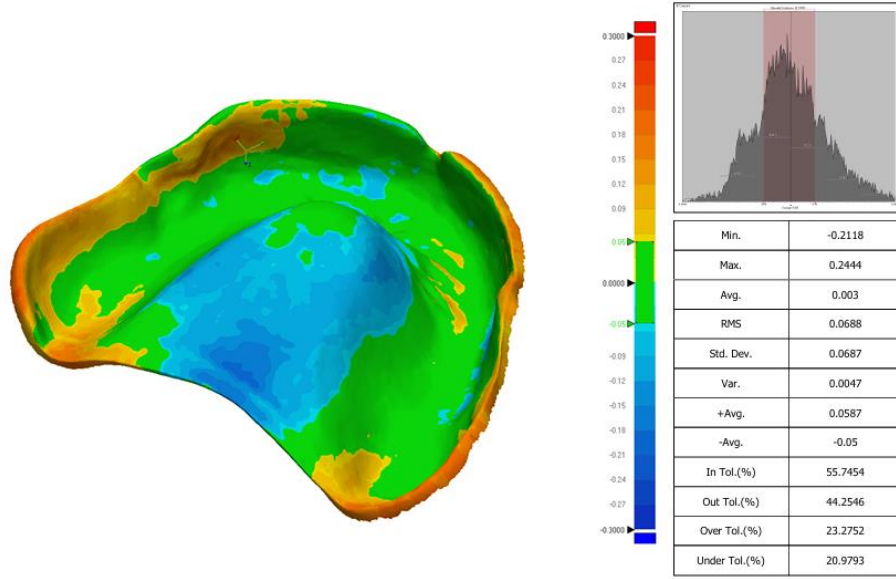 0.3000
0.27
0.24
0.21
0.18
0.15
0.12
0.09
0.05
0.0000
-0.05
-0.09
-0.12
-0.15
-0.18
-0.21
-0.24
-0.27
-0.3000
Min. -0.2118
Max. 0.2444
Avg. 0.003
RMS 0.0688
Std. Dev. 0.0687
Var. 0.0047
+Avg. 0.0587
-Avg. -0.05
In Tol.(%) 55.7454
Out Tol.(%) 44.2546
Over Tol.(%) 23.2752
Under Tol.(%) 20.9793